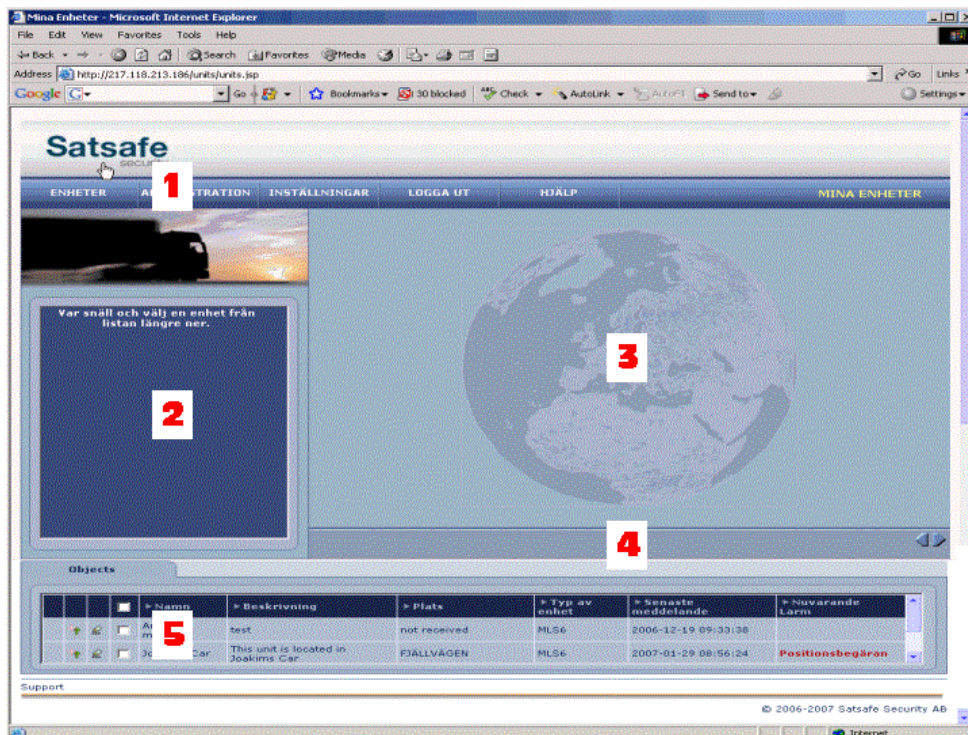 Mina Enheter - Microsoft Internet Explorer
File Edit View Favorites Tools Help
Back Search Favorites Media
Address http://217.118.213.186/units/units.jsp Go Links
Google G Go Bookmarks 30 blocked Check AutoLink AutoFill Send to Settings
Satsafe
1
ENHETER INSTÄLLNINGAR LOGGA UT HJÄLP MINA ENHETER
Var snäll och välj en enhet från
listan längre ner.
3
2
4
Objects
Namn Beskrivning Plats Typ av enhet Senaste meddelande Nuvarande Larm
5
test not received MLS6 2006-12-19 09:33:38
Car This unit is located in Joakims Car FJÄLLVÄGEN MLS6 2007-01-29 08:56:24 Positionsbegäran
Support
© 2006-2007 Satsafe Security AB
Internet